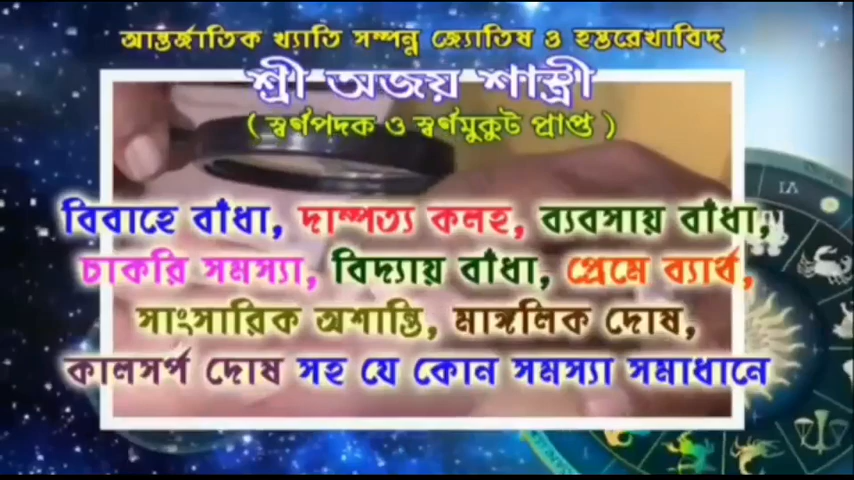 আন্তর্জাতিক খ্যাতি সম্পন্ন জ্যোতিষ ও হস্তরেখাবিদ্
শ্রী অজয় শাস্ত্রী
( স্বর্ণপদক ও স্বর্ণমুকুট প্রাপ্ত )
বিবাহে বাঁধা, দাম্পত্য কলহ, ব্যবসায় বাঁধা,
চাকরি সমস্যা, বিদ্যায় বাঁধা, প্রেমে ব্যার্থ,
সাংসারিক অশান্তি, মাঙ্গলিক দোষ,
কালসর্প দোষ সহ যে কোন সমস্যা সমাধানে